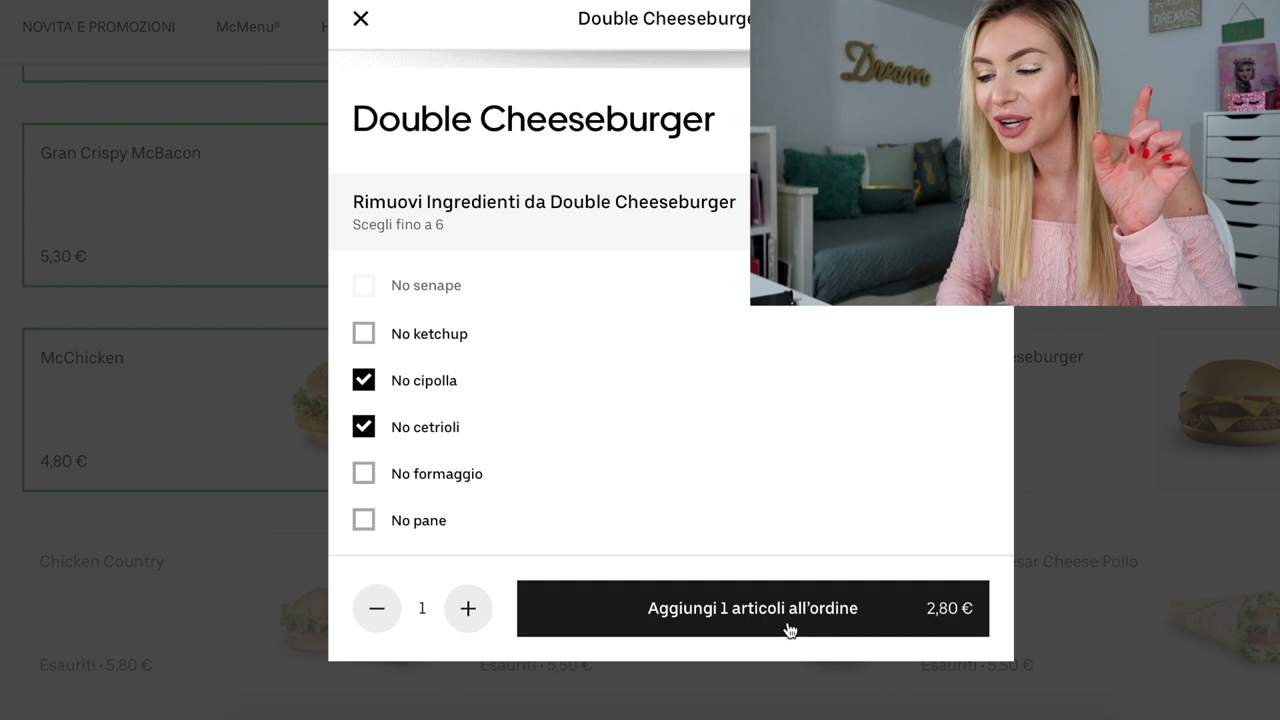 NOVITA' E PROMOZIONI
McMenu®
H
Double Cheeseburge
Double Cheeseburger
Rimuovi Ingredienti da Double Cheeseburger
Scegli fino a 6
No senape
No ketchup
No cipolla
No cetrioli
No formaggio
No pane
1
Aggiungi 1 articoli all'ordine
2,80 €
Gran Crispy McBacon
5,30 €
McChicken
4,80 €
eseburger
Chicken Country
sar Cheese Pollo
Esauriti • 5,80 €
Esauriti • 5,50 €
Esauriti • 5,50 €
Dream
DREAMS